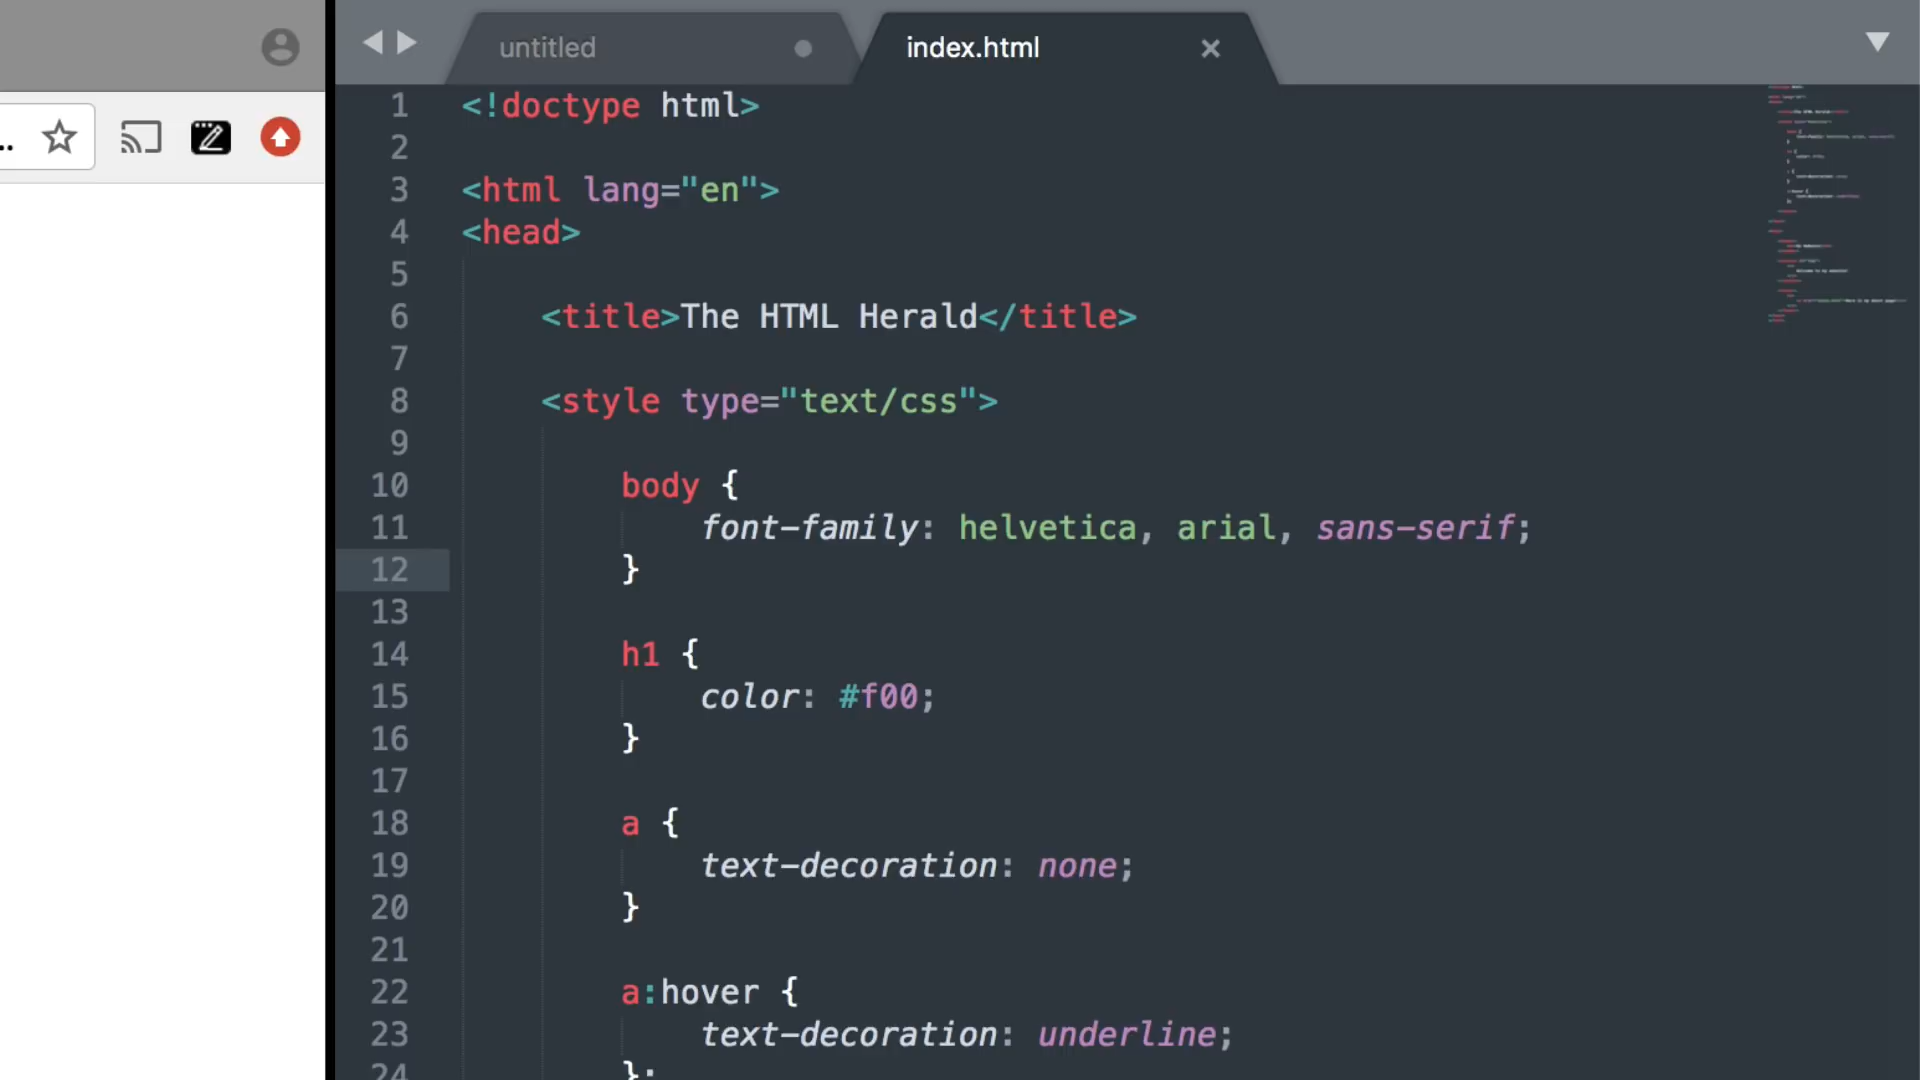 untitled
index.html
1 <!doctype html>
2
3 <html lang="en">
4 <head>
5
6 <title>The HTML Herald</title>
7
8 <style type="text/css">
9
10 body {
11 font-family: helvetica, arial, sans-serif;
12 }
13
14 h1 {
15 color: #f00;
16 }
17
18 a {
19 text-decoration: none;
20 }
21
22 a:hover {
23 text-decoration: underline;
24 };